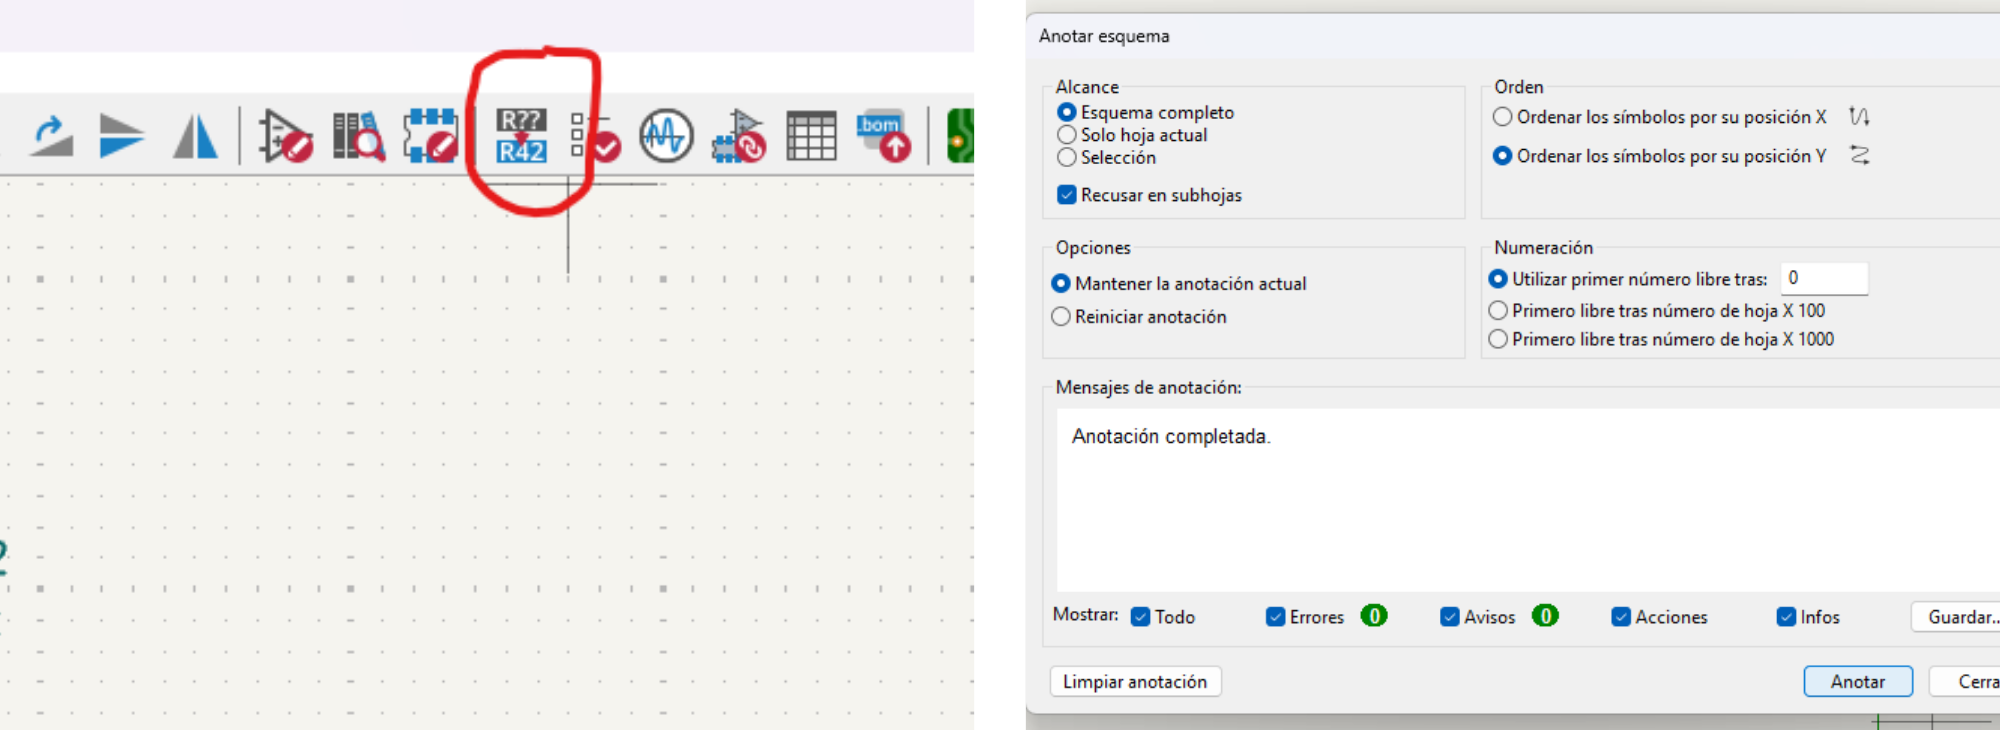 R??
R42
.bom
2
Anotar esquema
Alcance
Esquema completo
Solo hoja actual
Selección
Recusar en subhojas
Orden
Ordenar los símbolos por su posición X
Ordenar los símbolos por su posición Y
Opciones
Mantener la anotación actual
Reiniciar anotación
Numeración
Utilizar primer número libre tras: 0
Primero libre tras número de hoja X 100
Primero libre tras número de hoja X 1000
Mensajes de anotación:
Anotación completada.
Mostrar: Todo Errores 0 Avisos 0 Acciones Infos Guardar..
Limpiar anotación Anotar Cerra